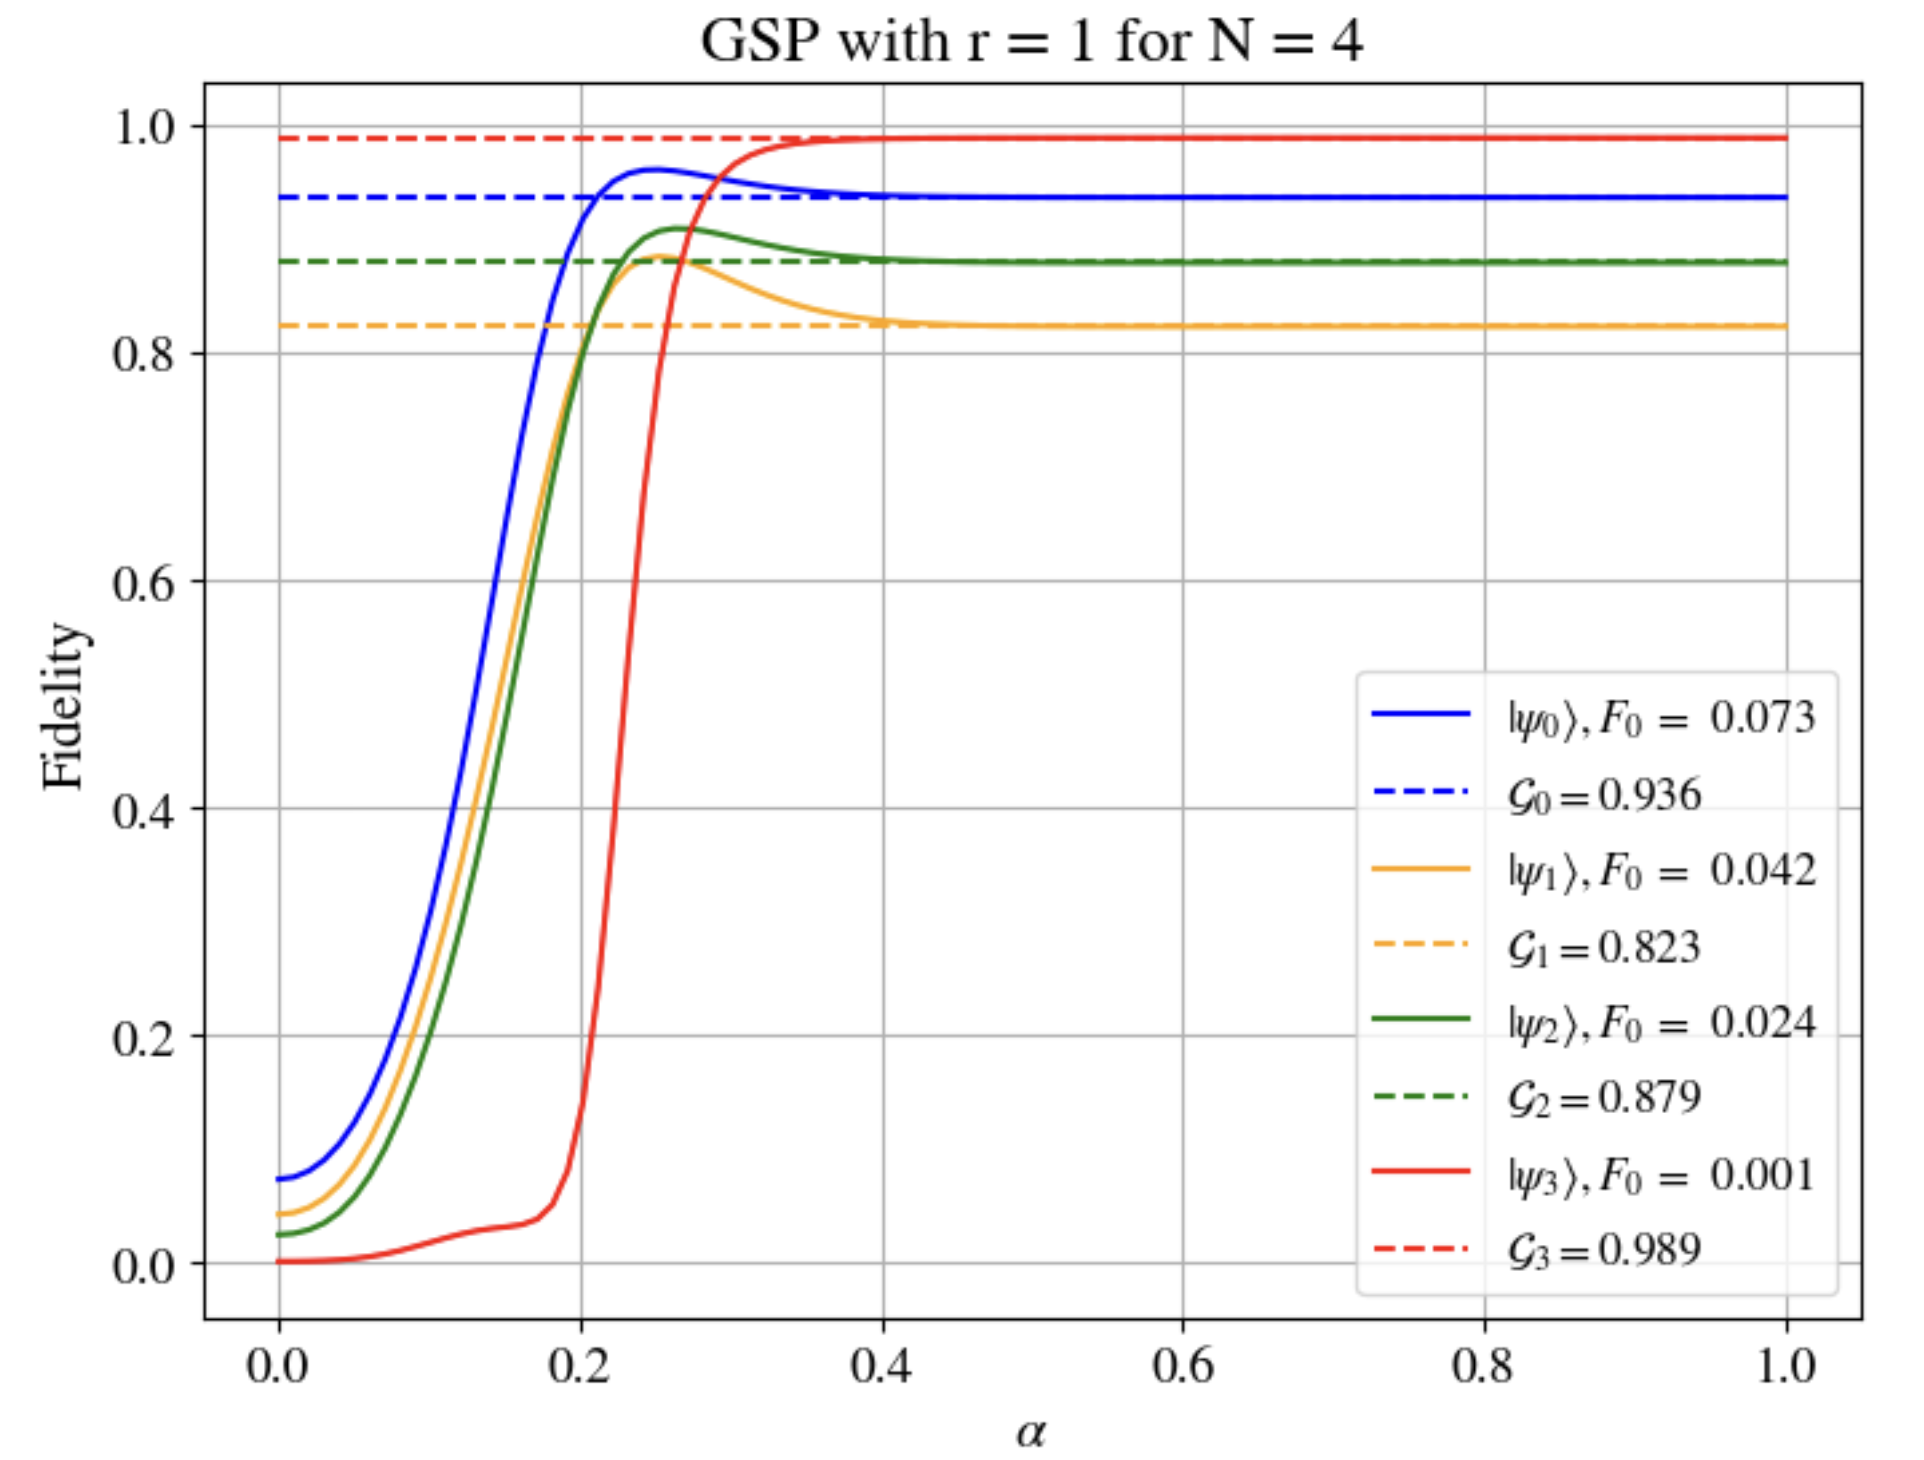 GSP with r = 1 for N = 4
1.0
0.8
0.6
0.4
0.2
0.0
Fidelity
|ψ₀⟩, F₀ = 0.073
𝒢₀ = 0.936
|ψ₁⟩, F₀ = 0.042
𝒢₁ = 0.823
|ψ₂⟩, F₀ = 0.024
𝒢₂ = 0.879
|ψ₃⟩, F₀ = 0.001
𝒢₃ = 0.989
0.0 0.2 0.4 0.6 0.8 1.0
α